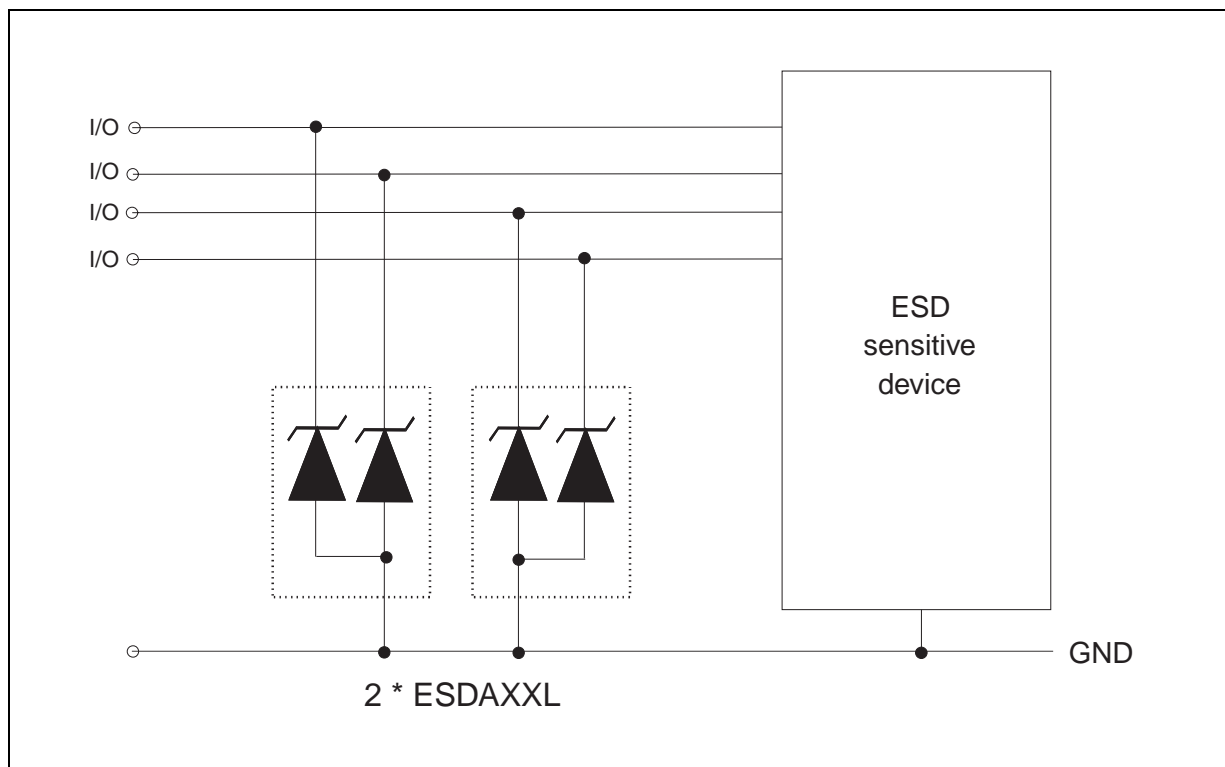 I/O
I/O
I/O
I/O
ESD
sensitive
device
GND
2 * ESDAXXL